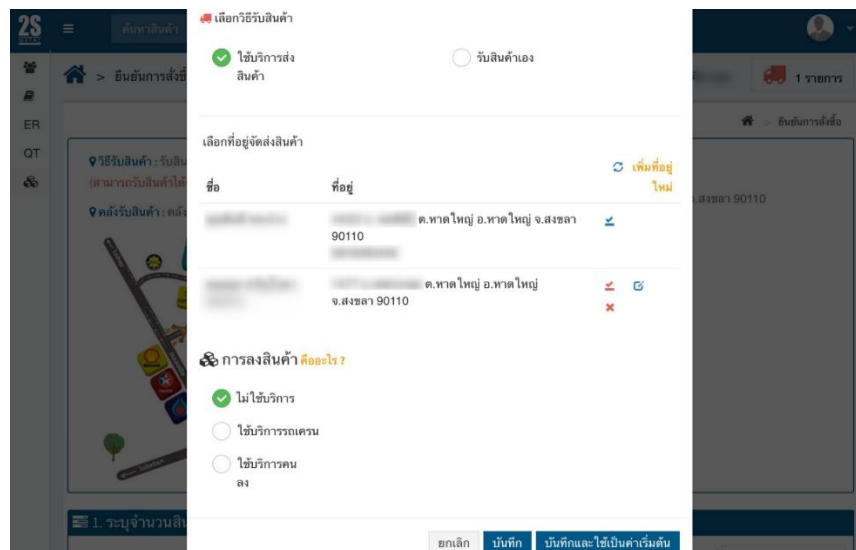 2S
ค้นหาสินค้า
ER
QT
> ยืนยันการสั่งซื้
1 รายการ
> ยืนยันการสั่งซื้อ
วิธีรับสินค้า : รับสิน
(สามารถรับสินค้าได้
คลังรับสินค้า : คลัง
.สงขลา 90110
1. ระบุจำนวนสิน
เลือกวิธีรับสินค้า
ใช้บริการส่ง รับสินค้าเอง
สินค้า
เลือกที่อยู่จัดส่งสินค้า
เพิ่มที่อยู่
ใหม่
ชื่อ ที่อยู่
ต.หาดใหญ่ อ.หาดใหญ่ จ.สงขลา
90110
ต.หาดใหญ่ อ.หาดใหญ่
จ.สงขลา 90110
การลงสินค้า คืออะไร ?
ไม่ใช้บริการ
ใช้บริการรถเครน
ใช้บริการคน
ลง
ยกเลิก บันทึก บันทึกและใช้เป็นค่าเริ่มต้น